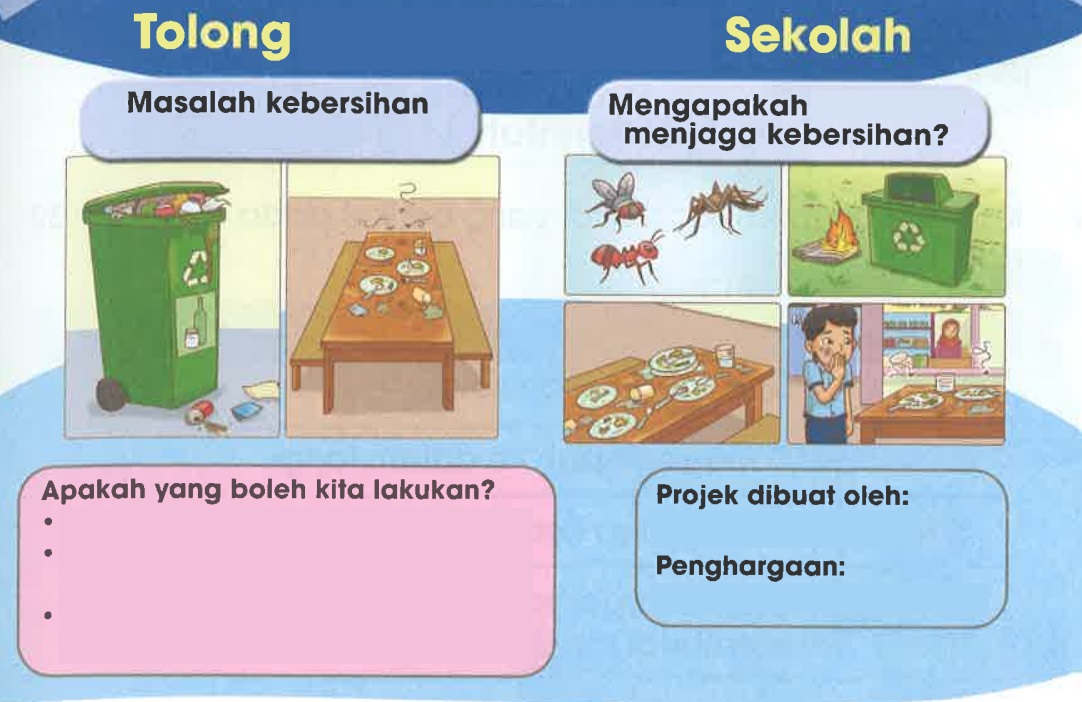 Tolong Sekolah
Masalah kebersihan
Mengapakah
menjaga kebersihan?
Apakah yang boleh kita lakukan?
•
•
•
Projek dibuat oleh:
Penghargaan: